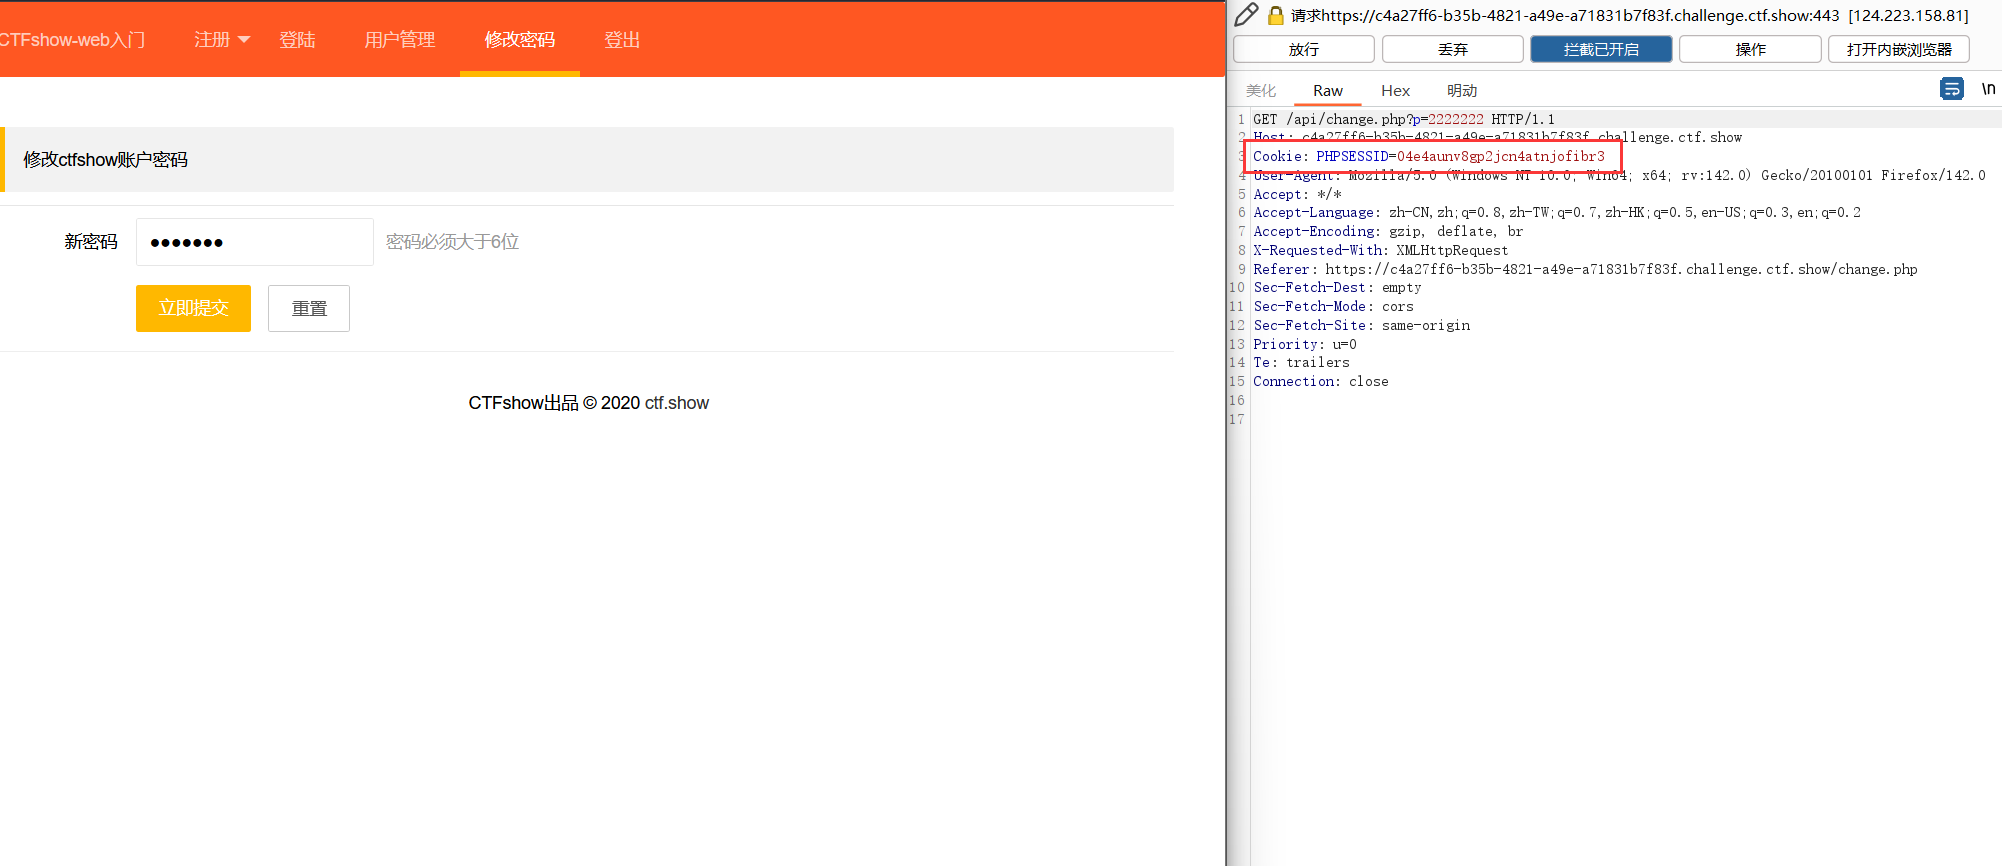 CTFshow-web入门 注册 登陆 用户管理 修改密码 登出
修改ctfshow账户密码
新密码 ●●●●●●● 密码必须大于6位
立即提交 重置
CTFshow出品 © 2020 ctf.show
请求https://c4a27ff6-b35b-4821-a49e-a71831b7f83f.challenge.ctf.show:443 [124.223.158.81]
放行 丢弃 拦截已开启 操作 打开内嵌浏览器
美化 Raw Hex 明动 \n
1 GET /api/change.php?p=2222222 HTTP/1.1
2 Host: c4a27ff6-b35b-4821-a49e-a71831b7f83f.challenge.ctf.show
3 Cookie: PHPSESSID=04e4aunv8gp2jcn4atnjofibr3
4 User-Agent: Mozilla/5.0 (Windows NT 10.0; Win64; x64; rv:142.0) Gecko/20100101 Firefox/142.0
5 Accept: */*
6 Accept-Language: zh-CN,zh;q=0.8,zh-TW;q=0.7,zh-HK;q=0.5,en-US;q=0.3,en;q=0.2
7 Accept-Encoding: gzip, deflate, br
8 X-Requested-With: XMLHttpRequest
9 Referer: https://c4a27ff6-b35b-4821-a49e-a71831b7f83f.challenge.ctf.show/change.php
10 Sec-Fetch-Dest: empty
11 Sec-Fetch-Mode: cors
12 Sec-Fetch-Site: same-origin
13 Priority: u=0
14 Te: trailers
15 Connection: close
16
17